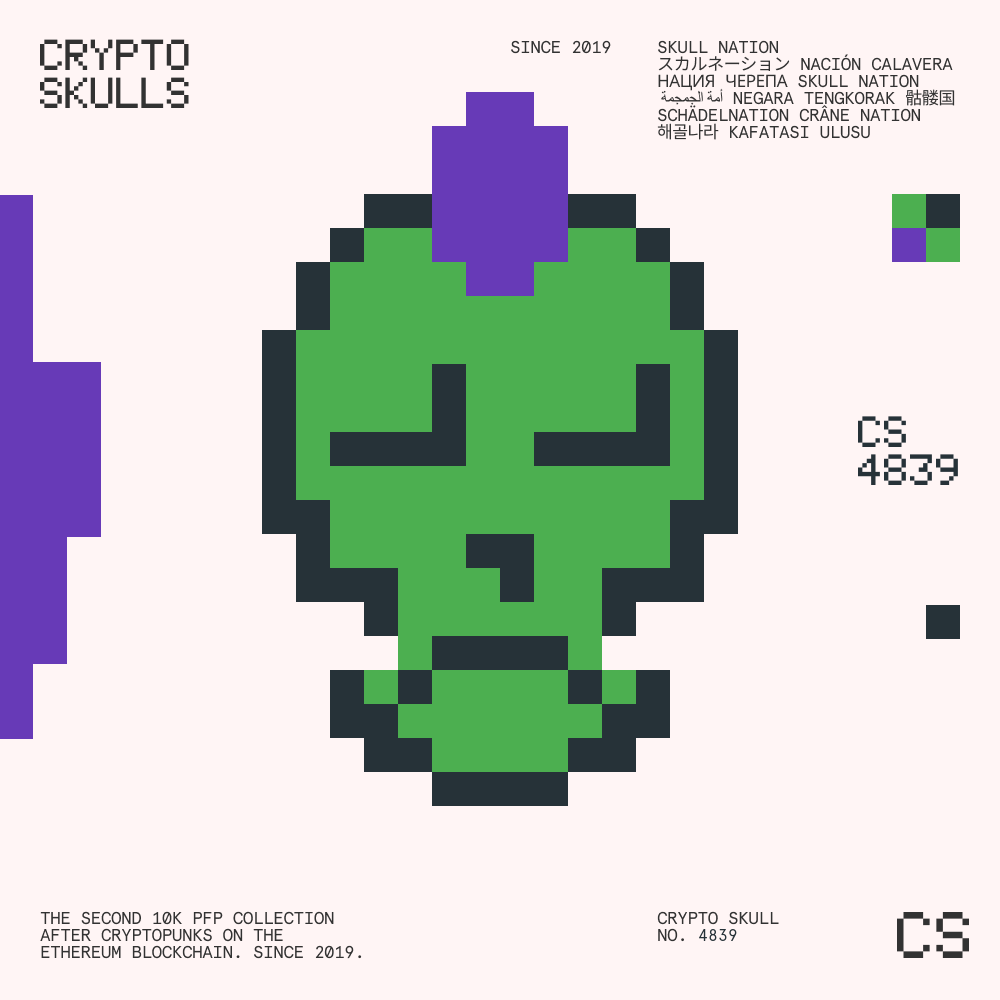 CRYPTO
SKULLS
SINCE 2019
SKULL NATION
スカルネーション NACIÓN CALAVERA
НАЦИЯ ЧЕРЕПА SKULL NATION
أمة الجمجمة NEGARA TENGKORAK 骷髅国
SCHÄDELNATION CRÂNE NATION
해골나라 KAFATASI ULUSU
CS
4839
THE SECOND 10K PFP COLLECTION
AFTER CRYPTOPUNKS ON THE
ETHEREUM BLOCKCHAIN. SINCE 2019.
CRYPTO SKULL
NO. 4839
CS